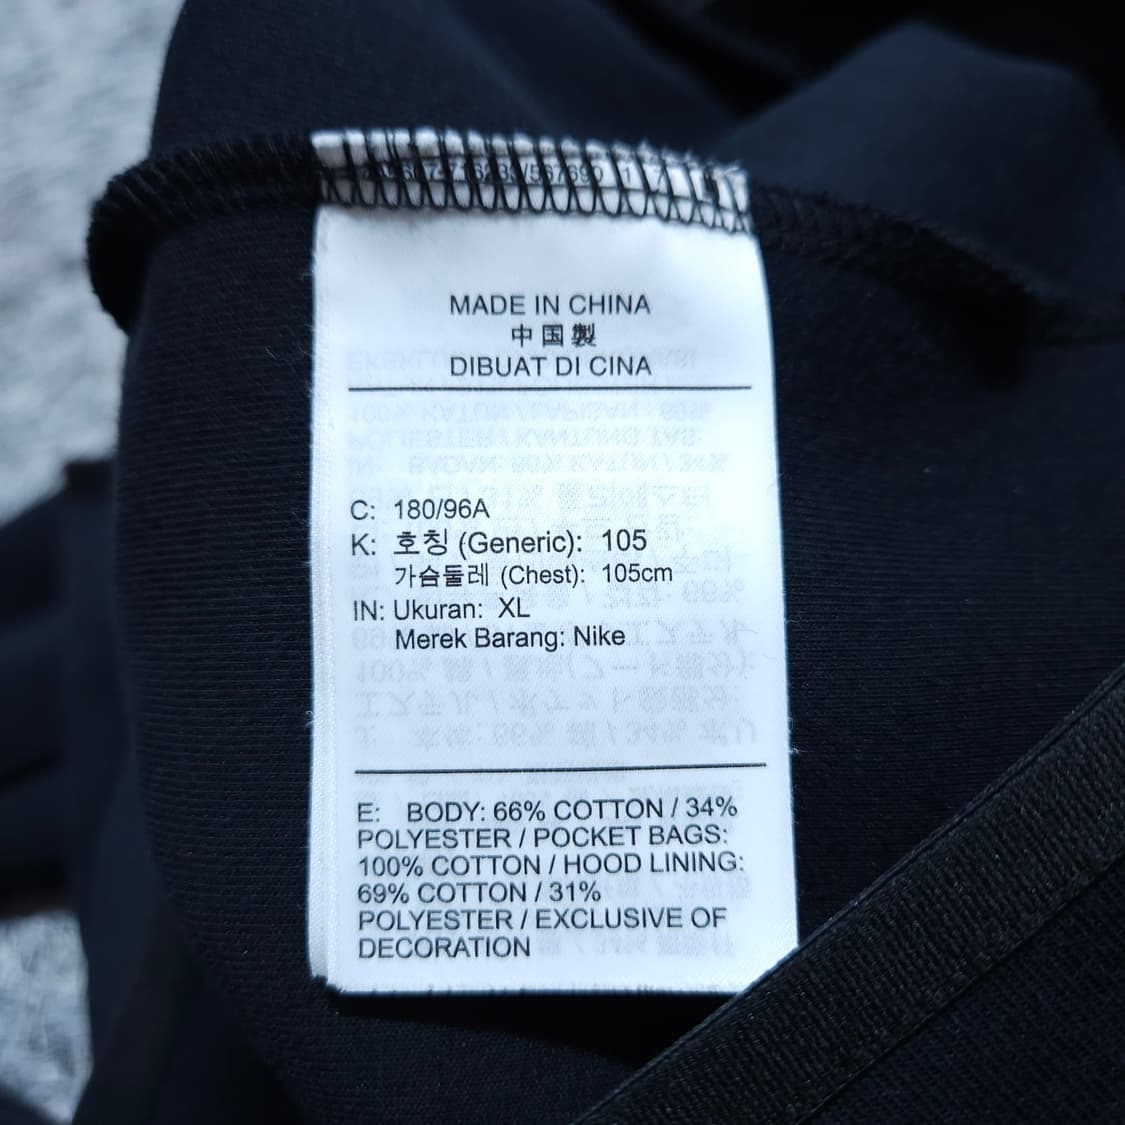 MADE IN CHINA
中国製
DIBUAT DI CINA
C: 180/96A
K: 호칭 (Generic): 105
가슴둘레 (Chest): 105cm
IN: Ukuran: XL
Merek Barang: Nike
E: BODY: 66% COTTON / 34%
POLYESTER / POCKET BAGS:
100% COTTON / HOOD LINING:
69% COTTON / 31%
POLYESTER / EXCLUSIVE OF
DECORATION